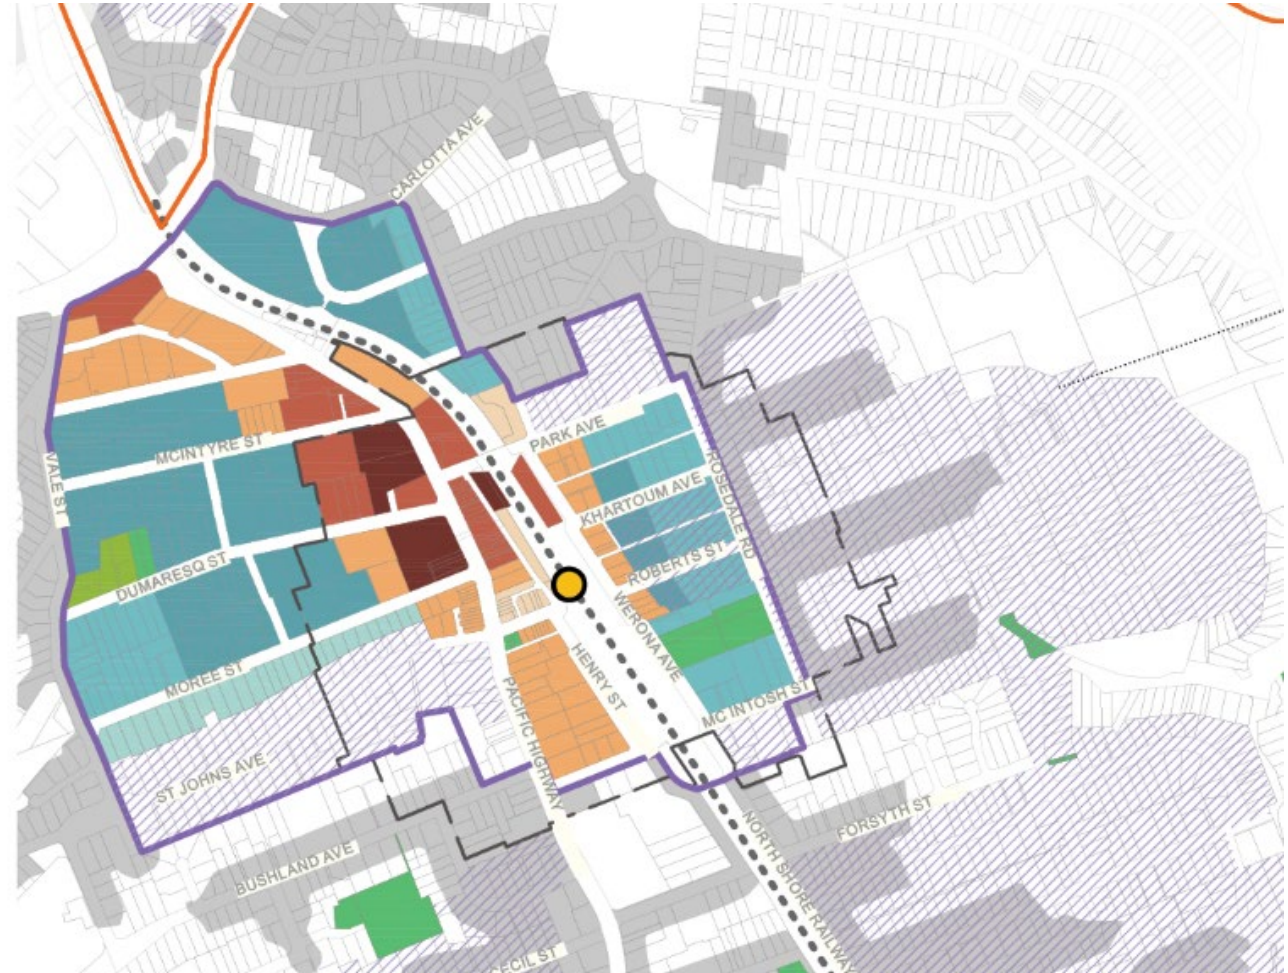 CARLOTTA AVE
PARK AVE
MCINTYRE ST
VALE ST
KHARTOUM AVE
ROSEDALE RD
DUMARESQ ST
ROBERTS ST
WERONA AVE
MOREE ST
HENRY ST
MC INTOSH ST
PACIFIC HIGHWAY
ST JOHNS AVE
NORTH SHORE RAILWAY
FORSYTH ST
BUSHLAND AVE
CECIL ST